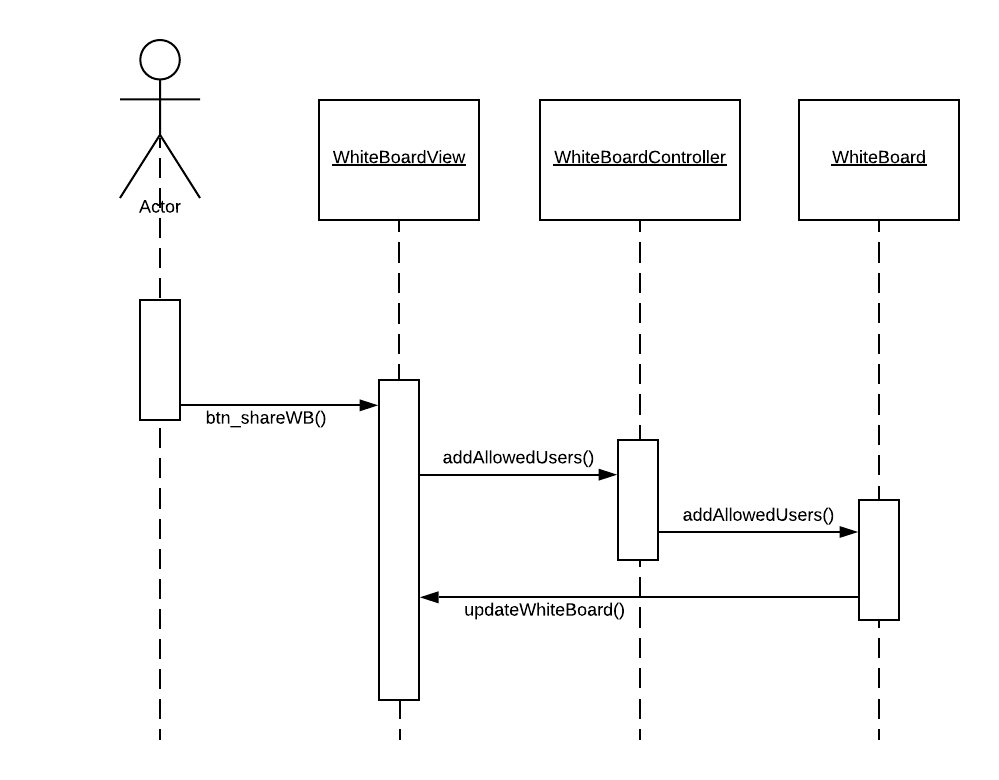 WhiteBoardView
WhiteBoardController
WhiteBoard
Actor
btn_shareWB()
addAllowedUsers()
addAllowedUsers()
updateWhiteBoard()